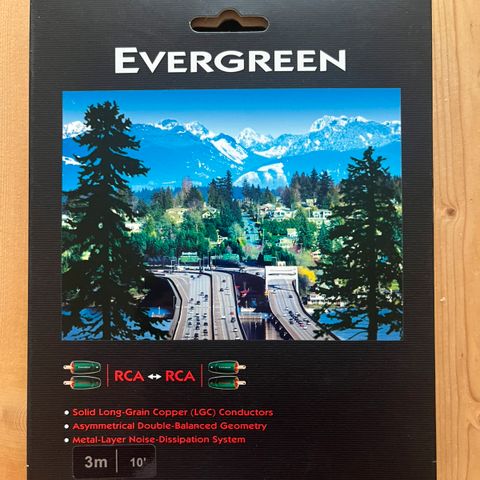 EVERGREEN
RCA ↔ RCA
• Solid Long-Grain Copper (LGC) Conductors
• Asymmetrical Double-Balanced Geometry
• Metal-Layer Noise-Dissipation System
3m | 10'